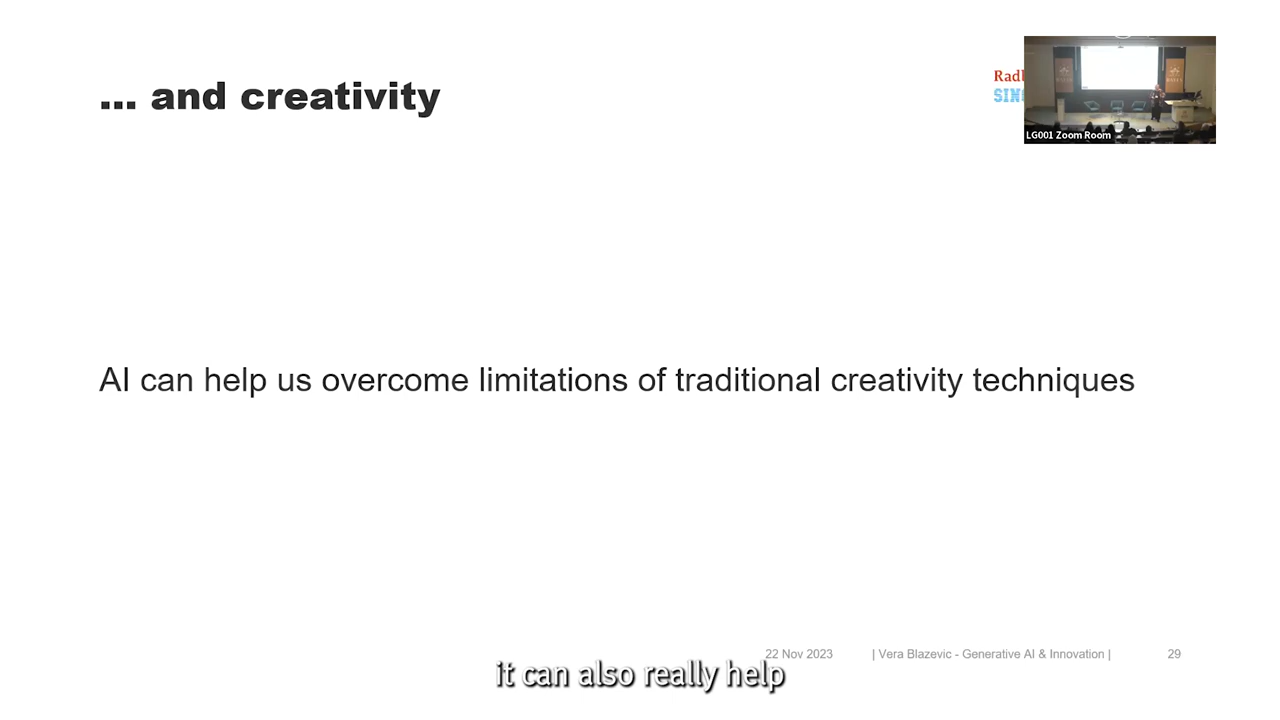 ... and creativity
LG001 Zoom Room
AI can help us overcome limitations of traditional creativity techniques
22 Nov 2023 | Vera Blazevic - Generative AI & Innovation | 29
it can also really help